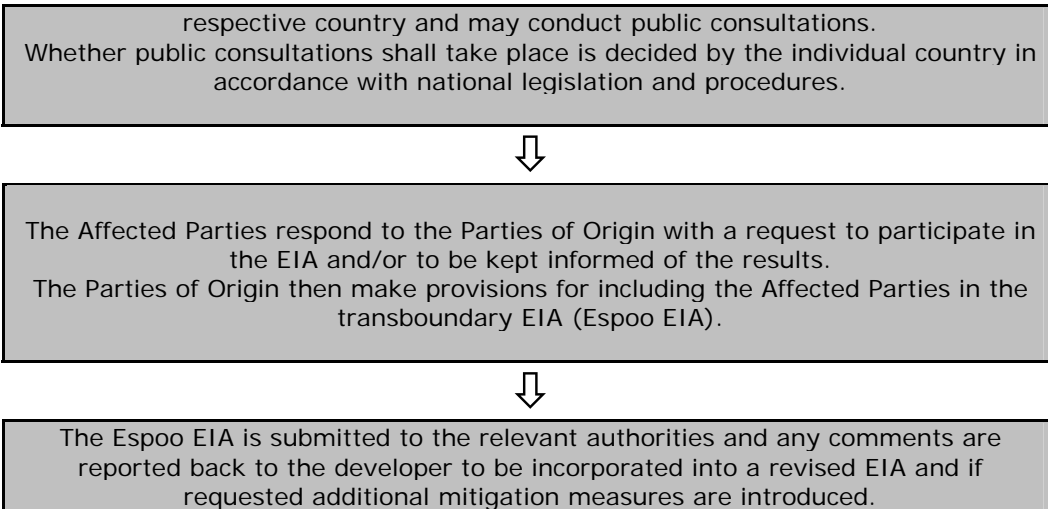 respective country and may conduct public consultations.
Whether public consultations shall take place is decided by the individual country in
accordance with national legislation and procedures.
The Affected Parties respond to the Parties of Origin with a request to participate in
the EIA and/or to be kept informed of the results.
The Parties of Origin then make provisions for including the Affected Parties in the
transboundary EIA (Espoo EIA).
The Espoo EIA is submitted to the relevant authorities and any comments are
reported back to the developer to be incorporated into a revised EIA and if
requested additional mitigation measures are introduced.